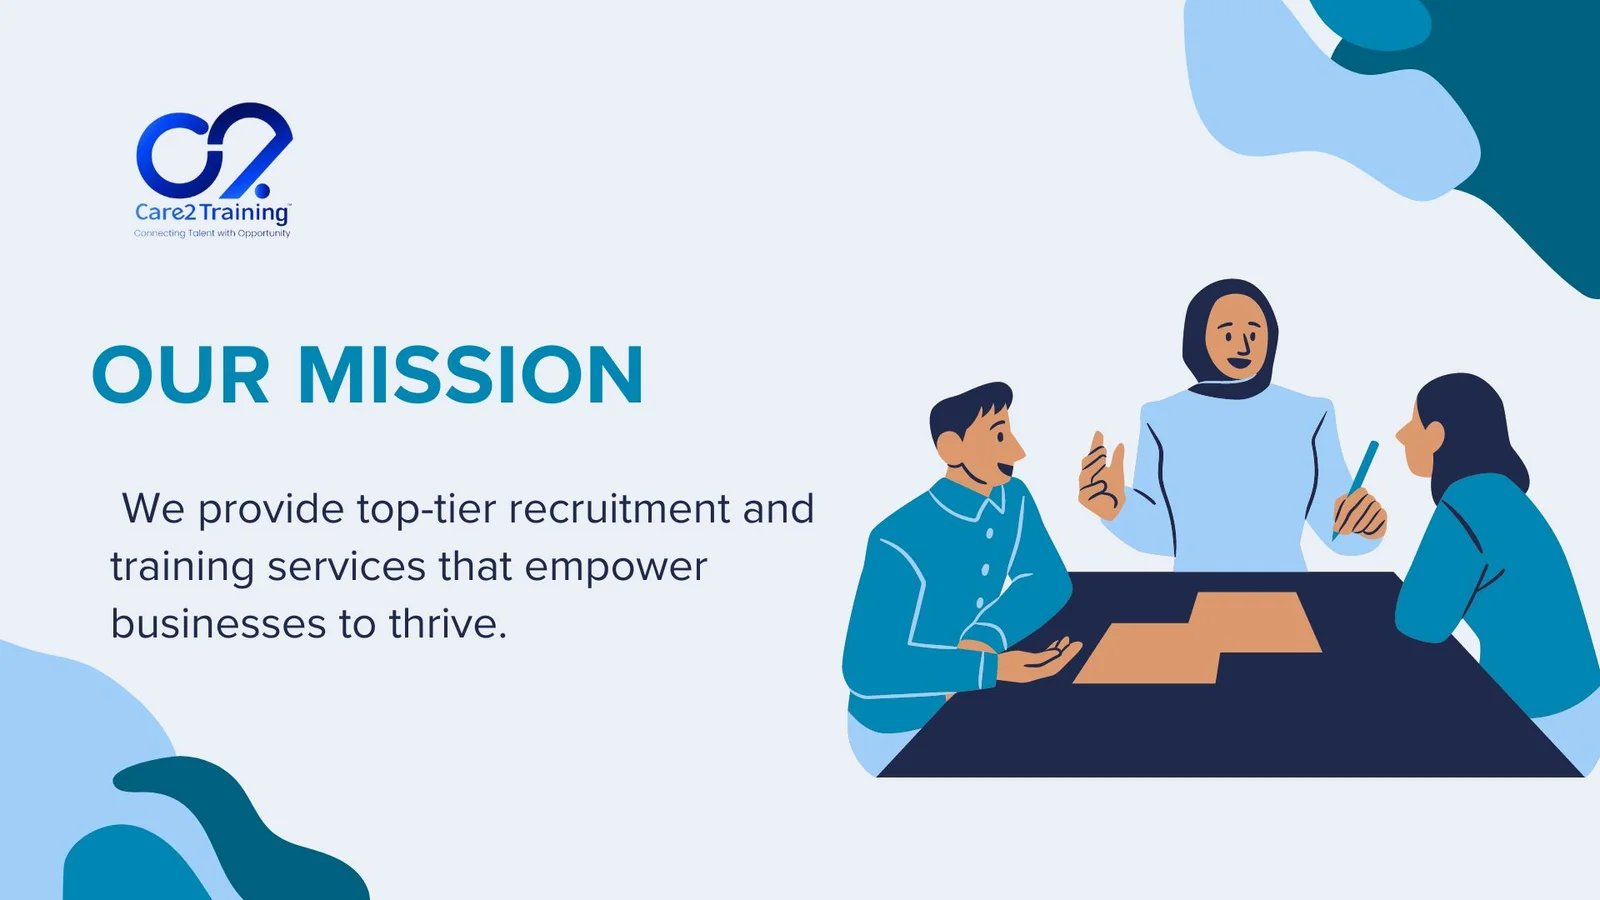 Care2Training™
Connecting Talent with Opportunity
OUR MISSION
We provide top-tier recruitment and
training services that empower
businesses to thrive.